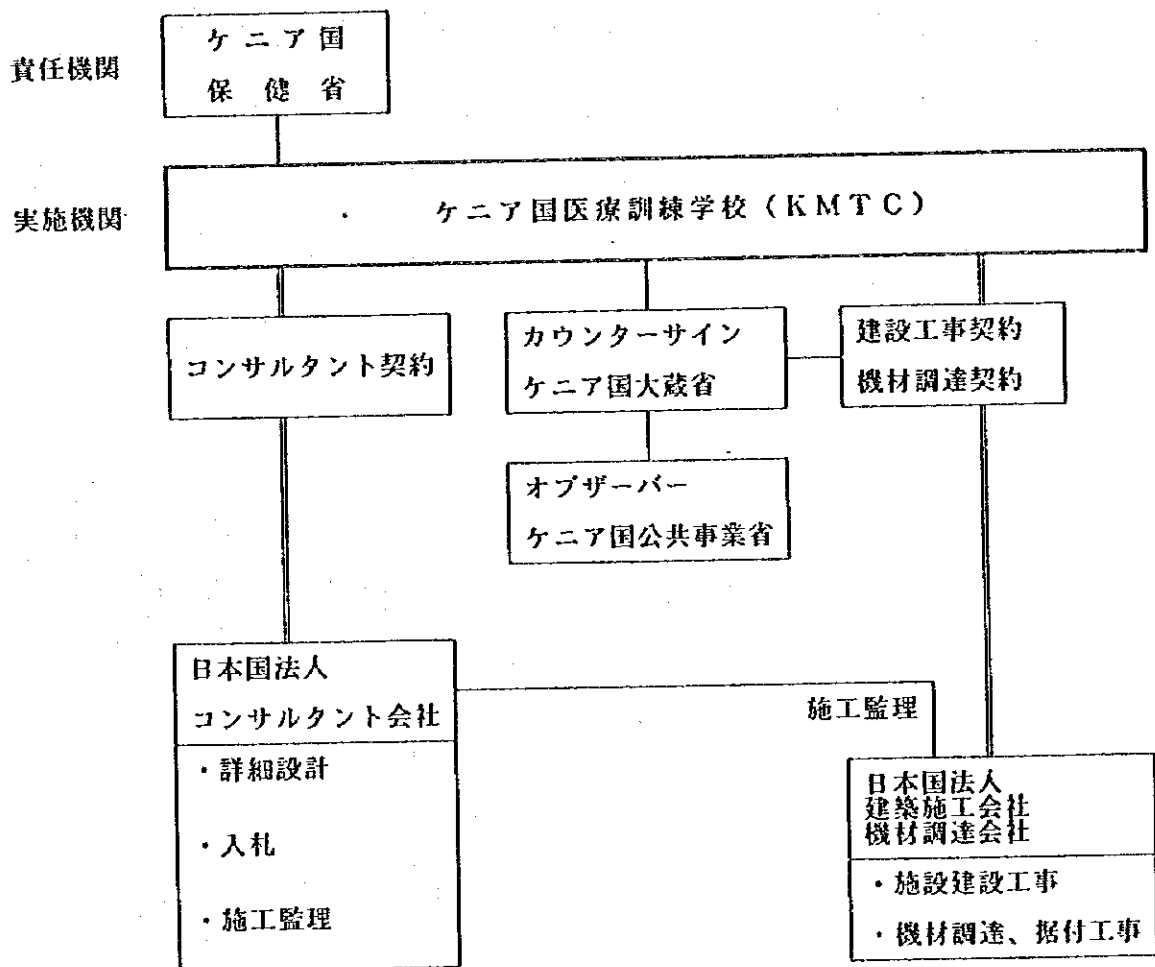 責任機関
ケニア国
保健省
実施機関
ケニア国医療訓練学校(KMTC)
コンサルタント契約
カウンターサイン
ケニア国大蔵省
建設工事契約
機材調達契約
オブザーバー
ケニア国公共事業省
日本国法人
コンサルタント会社
・詳細設計
・入札
・施工監理
施工監理
日本国法人
建築施工会社
機材調達会社
・施設建設工事
・機材調達、据付工事